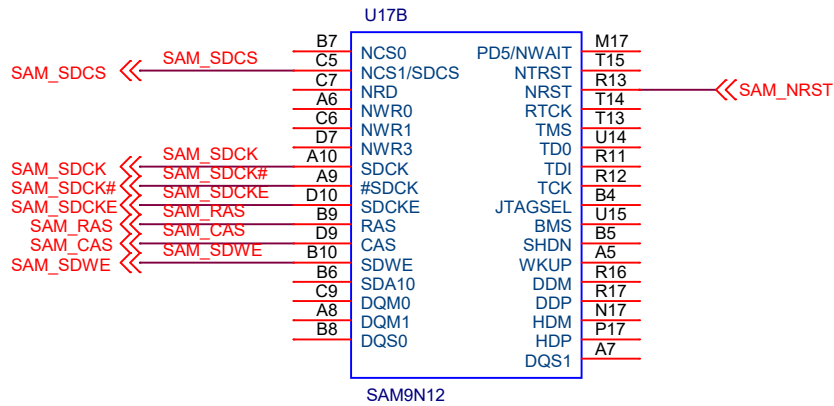 U17B
B7 NCS0 PD5/NWAIT M17
SAM_SDCS SAM_SDCS C5 NCS1/SDCS NTRST T15
C7 NRD NRST R13 SAM_NRST
A6 NWR0 RTCK T14
C6 NWR1 TMS T13
D7 NWR3 TD0 U14
SAM_SDCK SAM_SDCK A10 SDCK TDI R11
SAM_SDCK# SAM_SDCK# A9 #SDCK TCK R12
SAM_SDCKE SAM_SDCKE D10 SDCKE JTAGSEL B4
SAM_RAS SAM_RAS B9 RAS BMS U15
SAM_CAS SAM_CAS D9 CAS SHDN B5
SAM_SDWE SAM_SDWE B10 SDWE WKUP A5
B6 SDA10 DDM R16
C9 DQM0 DDP R17
A8 DQM1 HDM N17
B8 DQS0 HDP P17
DQS1 A7
SAM9N12